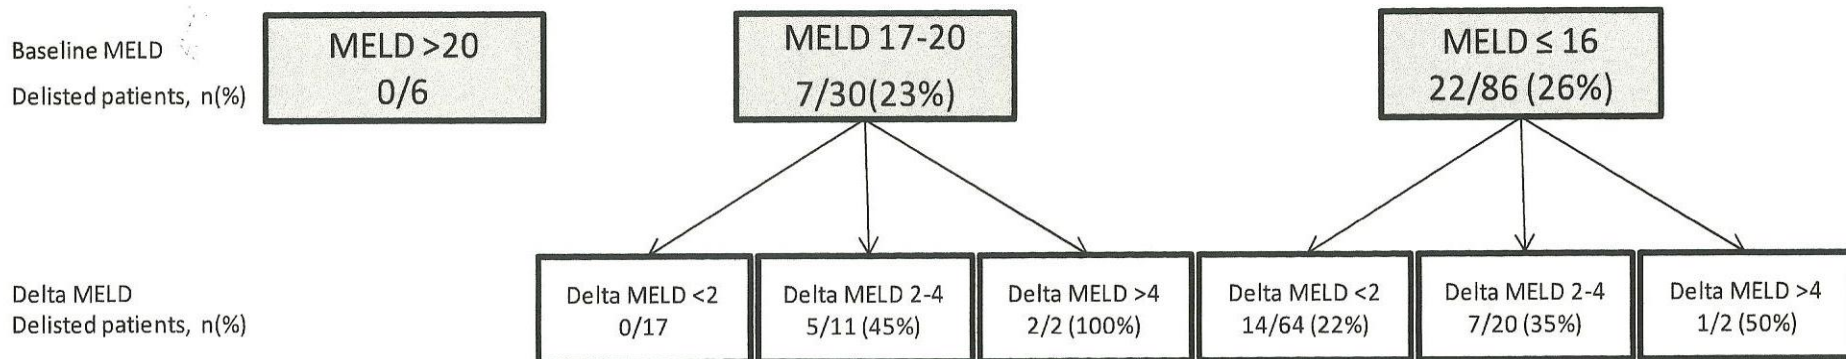 Baseline MELD
Delisted patients, n(%)
MELD >20
0/6
MELD 17-20
7/30(23%)
MELD ≤ 16
22/86 (26%)
Delta MELD
Delisted patients, n(%)
Delta MELD <2
0/17
Delta MELD 2-4
5/11 (45%)
Delta MELD >4
2/2 (100%)
Delta MELD <2
14/64 (22%)
Delta MELD 2-4
7/20 (35%)
Delta MELD >4
1/2 (50%)